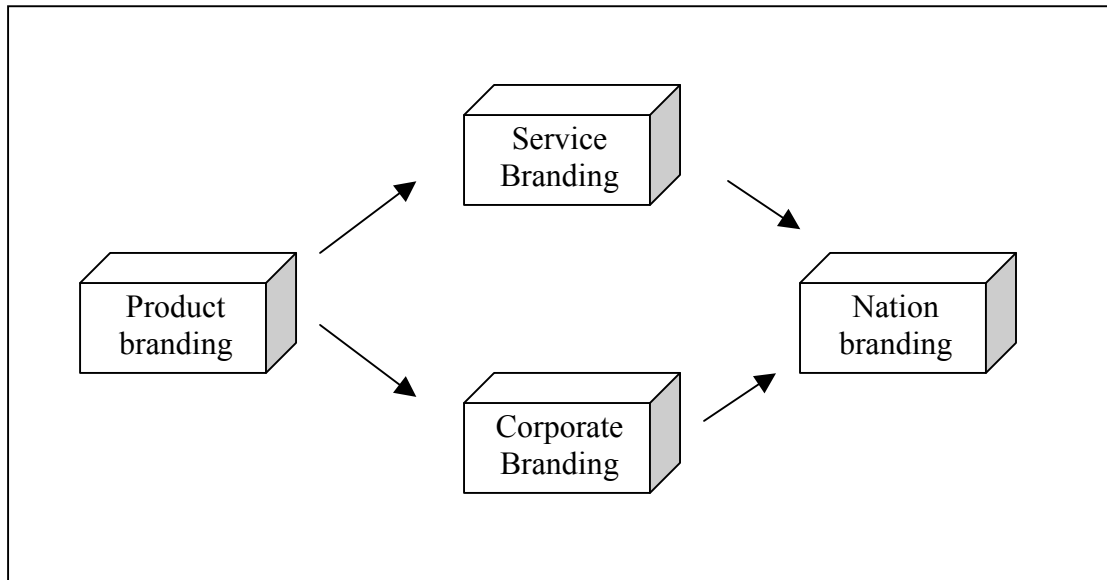 Service
Branding
Product
branding
Nation
branding
Corporate
Branding